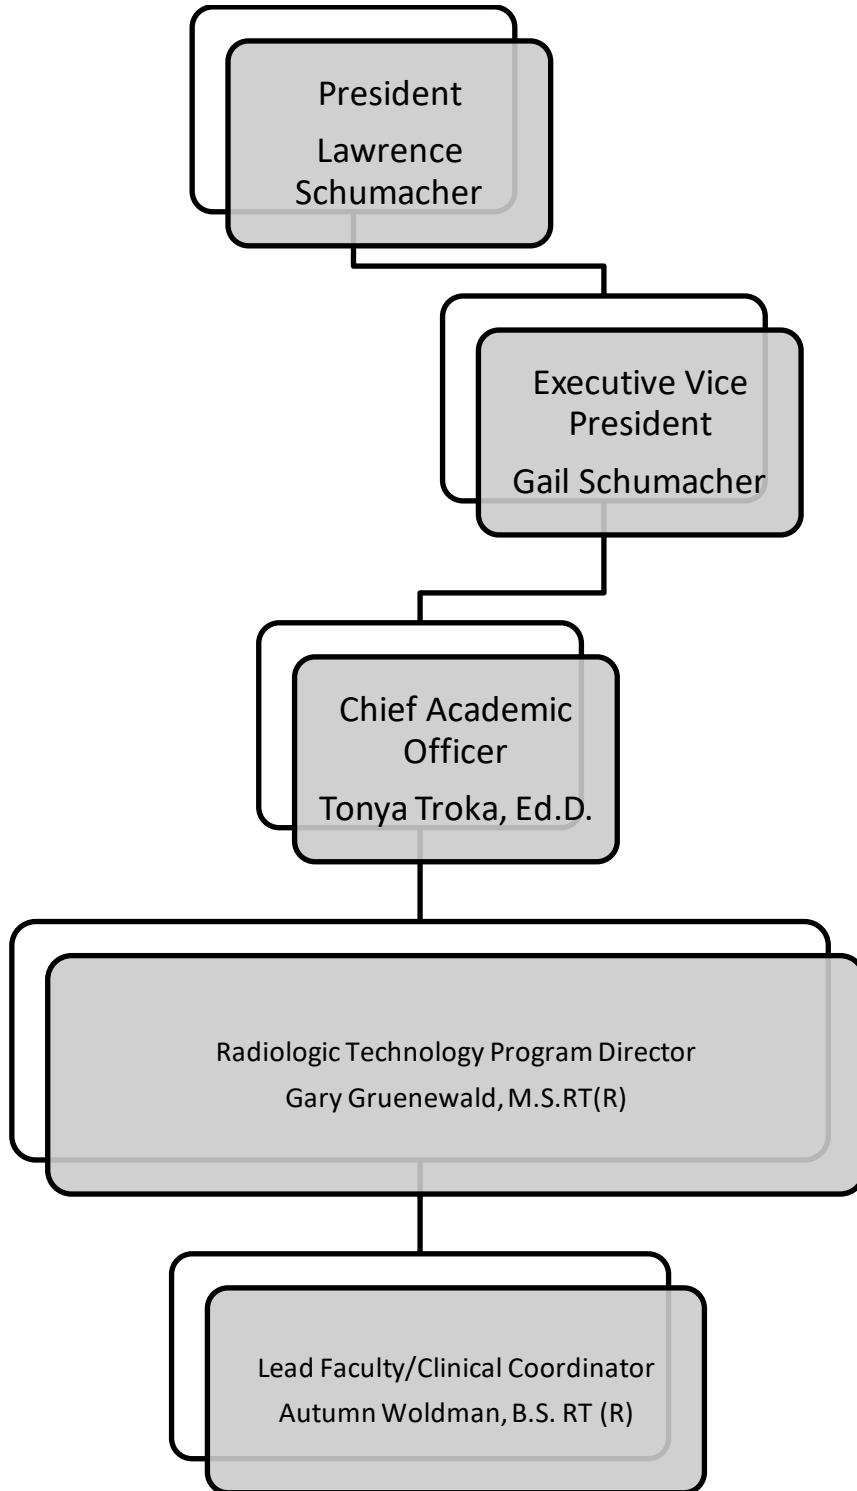 President
Lawrence
Schumacher
Executive Vice
President
Gail Schumacher
Chief Academic
Officer
Tonya Troka, Ed.D.
Radiologic Technology Program Director
Gary Gruenewald, M.S.RT(R)
Lead Faculty/Clinical Coordinator
Autumn Woldman, B.S. RT (R)